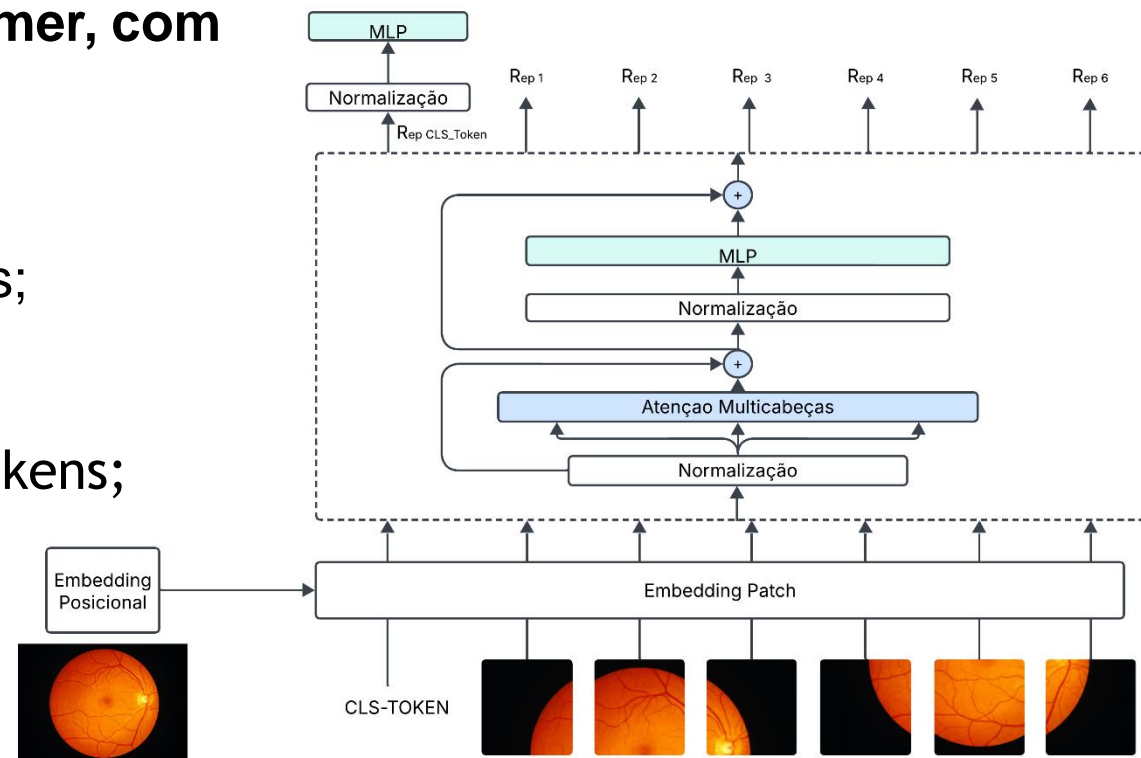 mer, com
s;
kens;
MLP
Normalização
Rep CLS_Token
Rep 1 Rep 2 Rep 3 Rep 4 Rep 5 Rep 6
+
MLP
Normalização
+
Atençao Multicabeças
Normalização
Embedding
Posicional
Embedding Patch
CLS-TOKEN